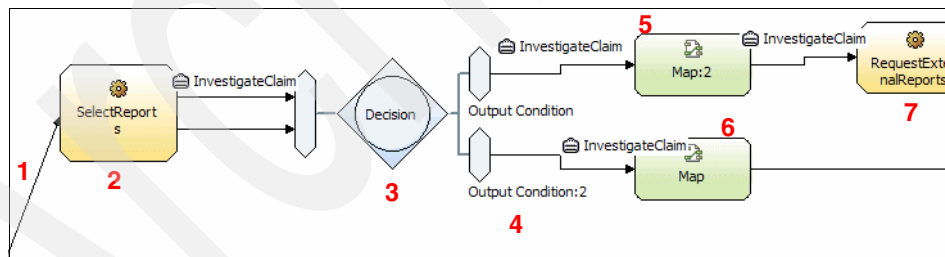 5
InvestigateClaim
InvestigateClaim
InvestigateClaim
Map:2
RequestExte
nalReports
SelectReport
s
Decision
Output Condition
7
6
1
2
InvestigateClaim
Map
3
Output Condition:2
4